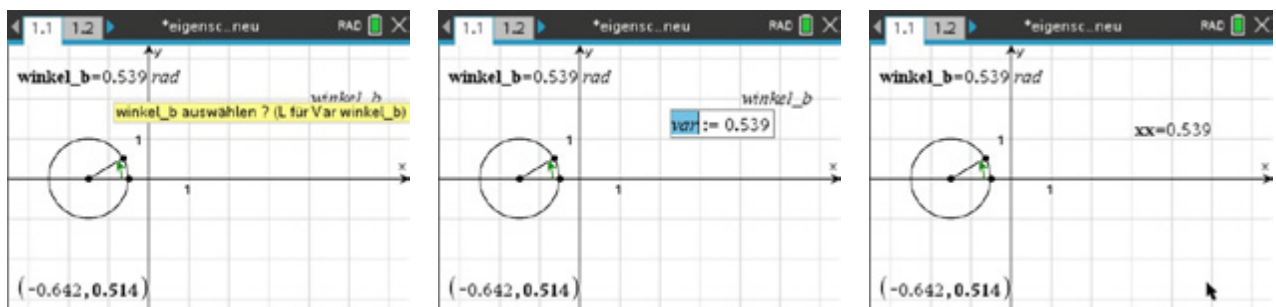 1.1 1.2 *eigensc...neu RAD
y
winkel_b=0.539 rad
winkel_b
winkel_b auswählen ? (L für Var winkel_b)
1
x
1
(-0.642,0.514)
1.1 1.2 *eigensc...neu RAD
y
winkel_b=0.539 rad
winkel_b
var := 0.539
1
x
1
(-0.642,0.514)
1.1 1.2 *eigensc...neu RAD
y
winkel_b=0.539 rad
xx=0.539
1
x
1
(-0.642,0.514)